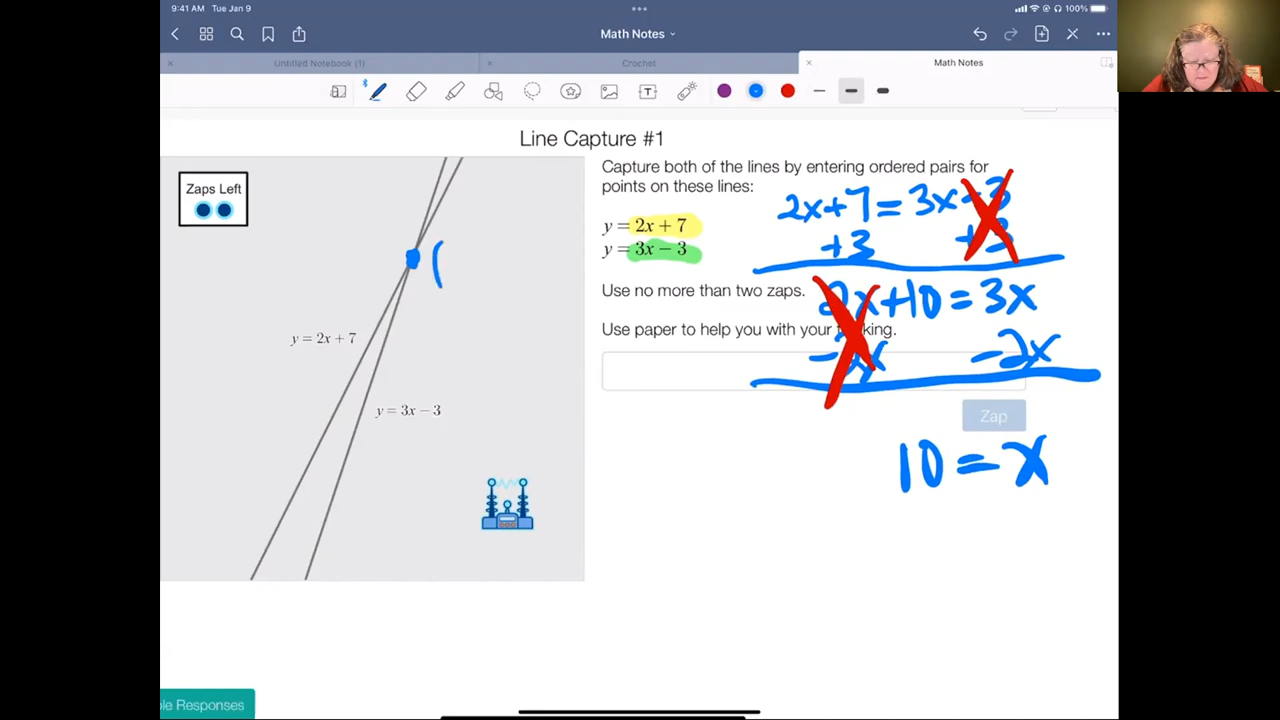 9:41 AM Tue Jan 9
100%
Math Notes
Untitled Notebook (1)
Crochet
Math Notes
Line Capture #1
Zaps Left
Capture both of the lines by entering ordered pairs for
points on these lines:
y = 2x + 7
y = 3x − 3
Use no more than two zaps.
Use paper to help you with your
king.
Zap
y = 2x + 7
y = 3x − 3
(
2x+7=3x-3
+3 +3
2x+10=3x
-2x -2x
10=x
ple Responses